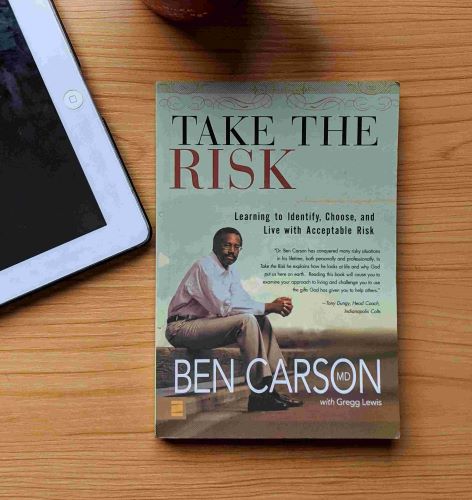 TAKE THE
RISK
Learning to Identify, Choose, and
Live with Acceptable Risk
"Dr. Ben Carson has conquered many risky situations
in his lifetime, both personally and professionally. In
Take the Risk he explains how he looks at life and why God
put us here on earth. Reading this book will cause you to
examine your approach to living and challenge you to use
the gifts God has given you to help others."
—Tony Dungy, Head Coach,
Indianapolis Colts
BEN CARSON MD
with Gregg Lewis